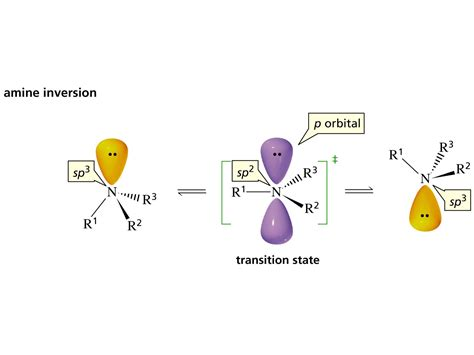 amine inversion
p orbital
sp³
N
R³
R²
R¹
sp²
R¹
N
R³
R²
‡
transition state
R¹
R³
R²
N
sp³